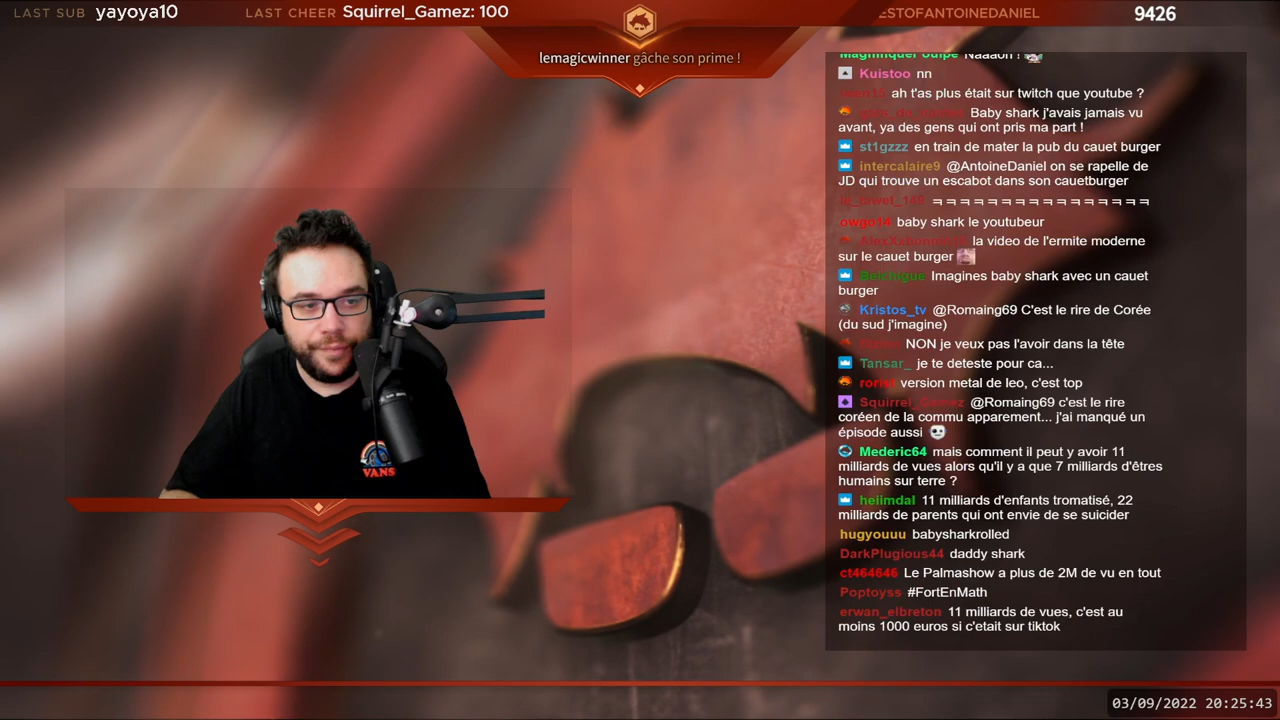 LAST SUB yayoya10 LAST CHEER Squirrel_Gamez: 100
ESTOFANTOINEDANIEL 9426
lemagicwinner gâche son prime !
VANS
Naaaon !
Kuistoo nn
ah t'as plus était sur twitch que youtube ?
Baby shark j'avais jamais vu
avant, ya des gens qui ont pris ma part !
st1gzzz en train de mater la pub du cauet burger
intercalaire9 @AntoineDaniel on se rapelle de
JD qui trouve un escabot dans son cauetburger
owgo14 baby shark le youtubeur
la video de l'ermite moderne
sur le cauet burger
Imagines baby shark avec un cauet
burger
Kristos_tv @Romaing69 C'est le rire de Corée
(du sud j'imagine)
NON je veux pas l'avoir dans la tête
Tansar_ je te deteste pour ca...
version metal de leo, c'est top
Squirrel_Gamez @Romaing69 c'est le rire
coréen de la commu apparement... j'ai manqué un
épisode aussi
Mederic64 mais comment il peut y avoir 11
milliards de vues alors qu'il y a que 7 milliards d'êtres
humains sur terre ?
heiimdal 11 milliards d'enfants tromatisé, 22
milliards de parents qui ont envie de se suicider
hugyouuu babysharkrolled
DarkPlugious44 daddy shark
ct464646 Le Palmashow a plus de 2M de vu en tout
Poptoyss #FortEnMath
erwan_elbreton 11 milliards de vues, c'est au
moins 1000 euros si c'etait sur tiktok
03/09/2022 20:25:43